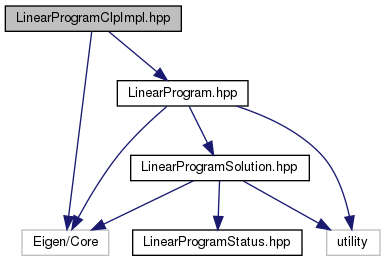 LinearProgramClpImpl.hpp
LinearProgram.hpp
LinearProgramSolution.hpp
Eigen/Core
LinearProgramStatus.hpp
utility